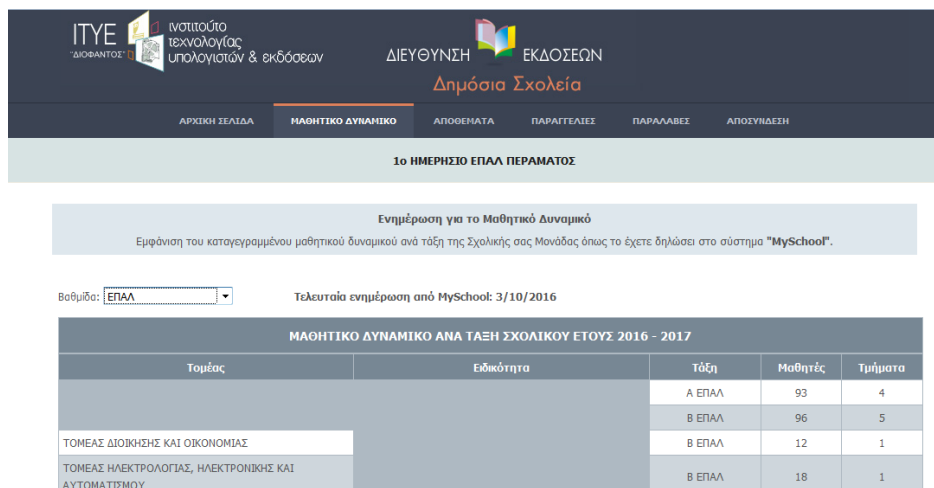 ΙΤΥΕ
"ΔΙΟΦΑΝΤΟΣ"
ινστιτούτο
τεχνολογίας
υπολογιστών & εκδόσεων
ΔΙΕΥΘΥΝΣΗ ΕΚΔΟΣΕΩΝ
Δημόσια Σχολεία
ΑΡΧΙΚΗ ΣΕΛΙΔΑ ΜΑΘΗΤΙΚΟ ΔΥΝΑΜΙΚΟ ΑΠΟΘΕΜΑΤΑ ΠΑΡΑΓΓΕΛΙΕΣ ΠΑΡΑΛΑΒΕΣ ΑΠΟΣΥΝΔΕΣΗ
1ο ΗΜΕΡΗΣΙΟ ΕΠΑΛ ΠΕΡΑΜΑΤΟΣ
Ενημέρωση για το Μαθητικό Δυναμικό
Εμφάνιση του καταγεγραμμένου μαθητικού δυναμικού ανά τάξη της Σχολικής σας Μονάδας όπως το έχετε δηλώσει στο σύστημα "MySchool".
Βαθμίδα: ΕΠΑΛ Τελευταία ενημέρωση από MySchool: 3/10/2016
ΜΑΘΗΤΙΚΟ ΔΥΝΑΜΙΚΟ ΑΝΑ ΤΑΞΗ ΣΧΟΛΙΚΟΥ ΕΤΟΥΣ 2016 - 2017
Τομέας Ειδικότητα Τάξη Μαθητές Τμήματα
Α ΕΠΑΛ 93 4
Β ΕΠΑΛ 96 5
ΤΟΜΕΑΣ ΔΙΟΙΚΗΣΗΣ ΚΑΙ ΟΙΚΟΝΟΜΙΑΣ Β ΕΠΑΛ 12 1
ΤΟΜΕΑΣ ΗΛΕΚΤΡΟΛΟΓΙΑΣ, ΗΛΕΚΤΡΟΝΙΚΗΣ ΚΑΙ
ΑΥΤΟΜΑΤΙΣΜΟΥ Β ΕΠΑΛ 18 1